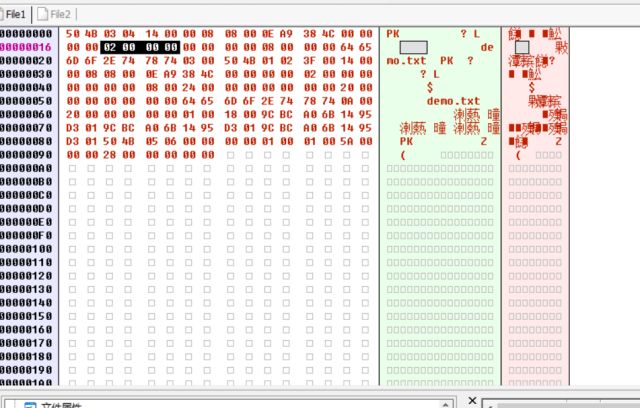 File1 File2
00000000 50 4B 03 04 14 00 00 08 08 00 0E A9 38 4C 00 00 PK ? L
00000016 00 00 02 00 00 00 00 00 00 00 08 00 00 00 64 65 de
00000020 6D 6F 2E 74 78 74 03 00 50 4B 01 02 3F 00 14 00 mo.txt PK ?
00000030 00 08 08 00 0E A9 38 4C 00 00 00 00 02 00 00 00 ? L
00000040 00 00 00 00 08 00 24 00 00 00 00 00 00 00 20 00 $
00000050 00 00 00 00 00 00 64 65 6D 6F 2E 74 78 74 0A 00 demo.txt
00000060 20 00 00 00 00 00 01 00 18 00 9C BC A0 6B 14 95
00000070 D3 01 9C BC A0 6B 14 95 D3 01 9C BC A0 6B 14 95
00000080 D3 01 50 4B 05 06 00 00 00 00 01 00 01 00 5A 00 PK Z Z
00000090 00 00 28 00 00 00 00 00 ( (
000000A0
000000B0
000000C0
000000D0
000000E0
000000F0
00000100
00000110
00000120
00000130
00000140
00000150
00000160
00000170
00000180
00000190
000001A0
文件属性